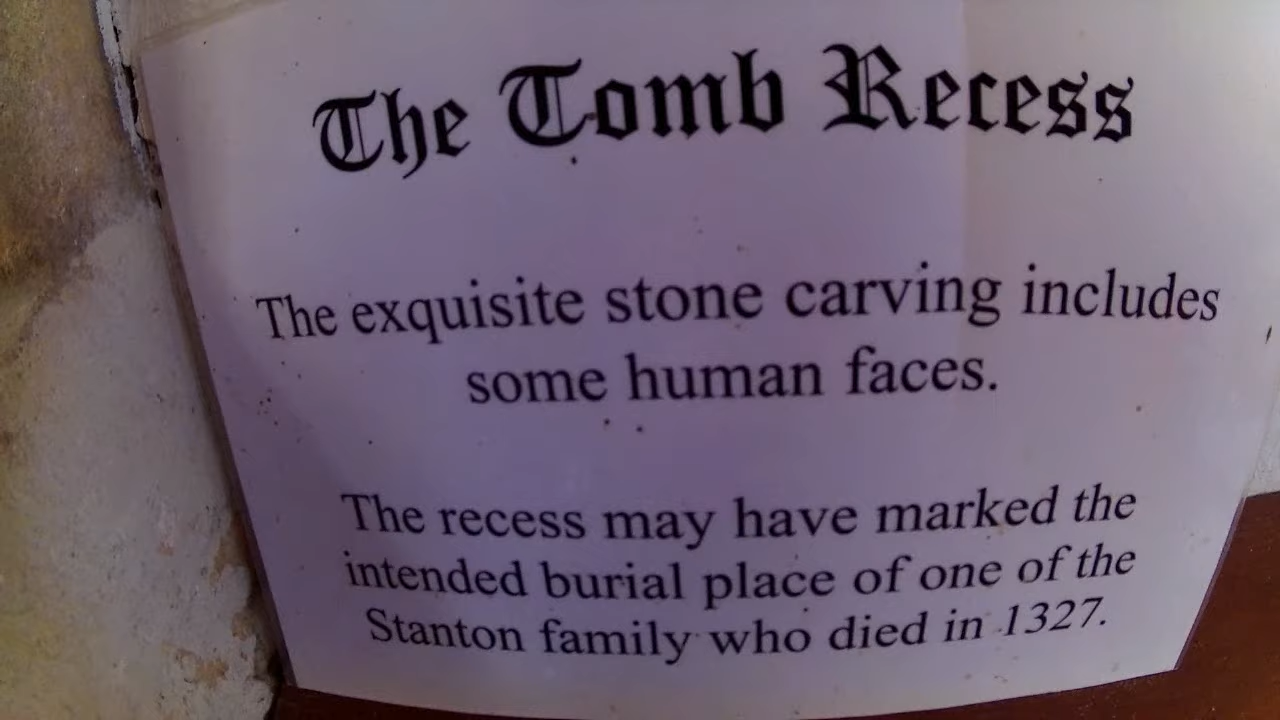 The Tomb Recess
The exquisite stone carving includes
some human faces.
The recess may have marked the
intended burial place of one of the
Stanton family who died in 1327.